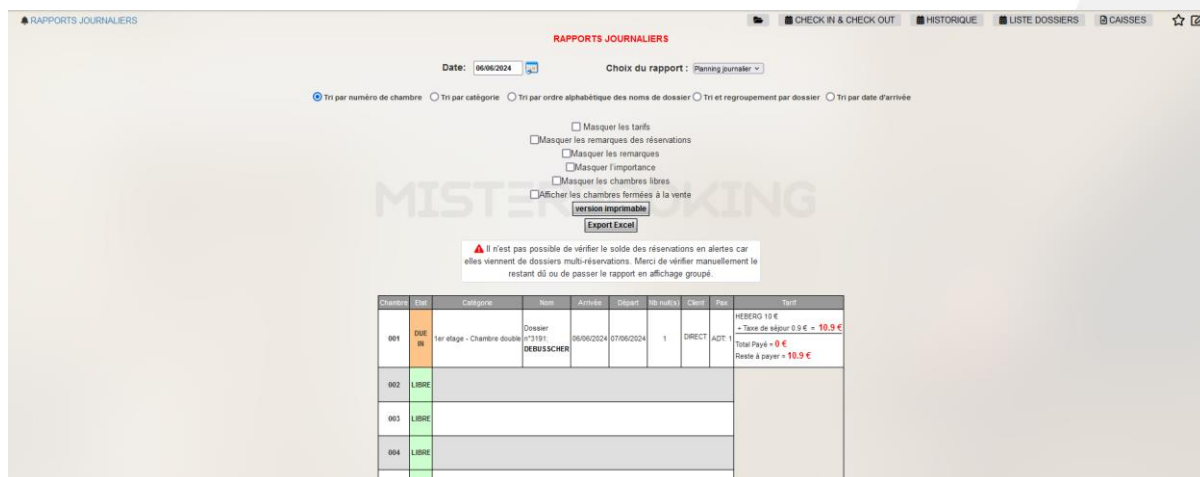 RAPPORTS JOURNALIERS
CHECK IN & CHECK OUT HISTORIQUE LISTE DOSSIERS CAISSES
RAPPORTS JOURNALIERS
Date: 06/06/2024 Choix du rapport : Planning journalier
Tri par numéro de chambre Tri par catégorie Tri par ordre alphabétique des noms de dossier Tri et regroupement par dossier Tri par date d'arrivée
Masquer les tarifs
Masquer les remarques des réservations
Masquer les remarques
Masquer l'importance
Masquer les chambres libres
Afficher les chambres fermées à la vente
version imprimable
Export Excel
Il n'est pas possible de vérifier le solde des réservations en alertes car
elles viennent de dossiers multi-réservations. Merci de vérifier manuellement le
restant dû ou de passer le rapport en affichage groupé.
Chambre Etat Catégorie Nom Arrivée Départ Nb nuit(s) Client Pax Tarif
001 DUE IN 1er etage - Chambre double Dossier n°3191: DEBUSSCHER 06/06/2024 07/06/2024 1 DIRECT ADT: 1
HEBERG 10 €
+ Taxe de séjour 0.9 € = 10.9 €
Total Payé = 0 €
Reste à payer = 10.9 €
002 LIBRE
003 LIBRE
004 LIBRE